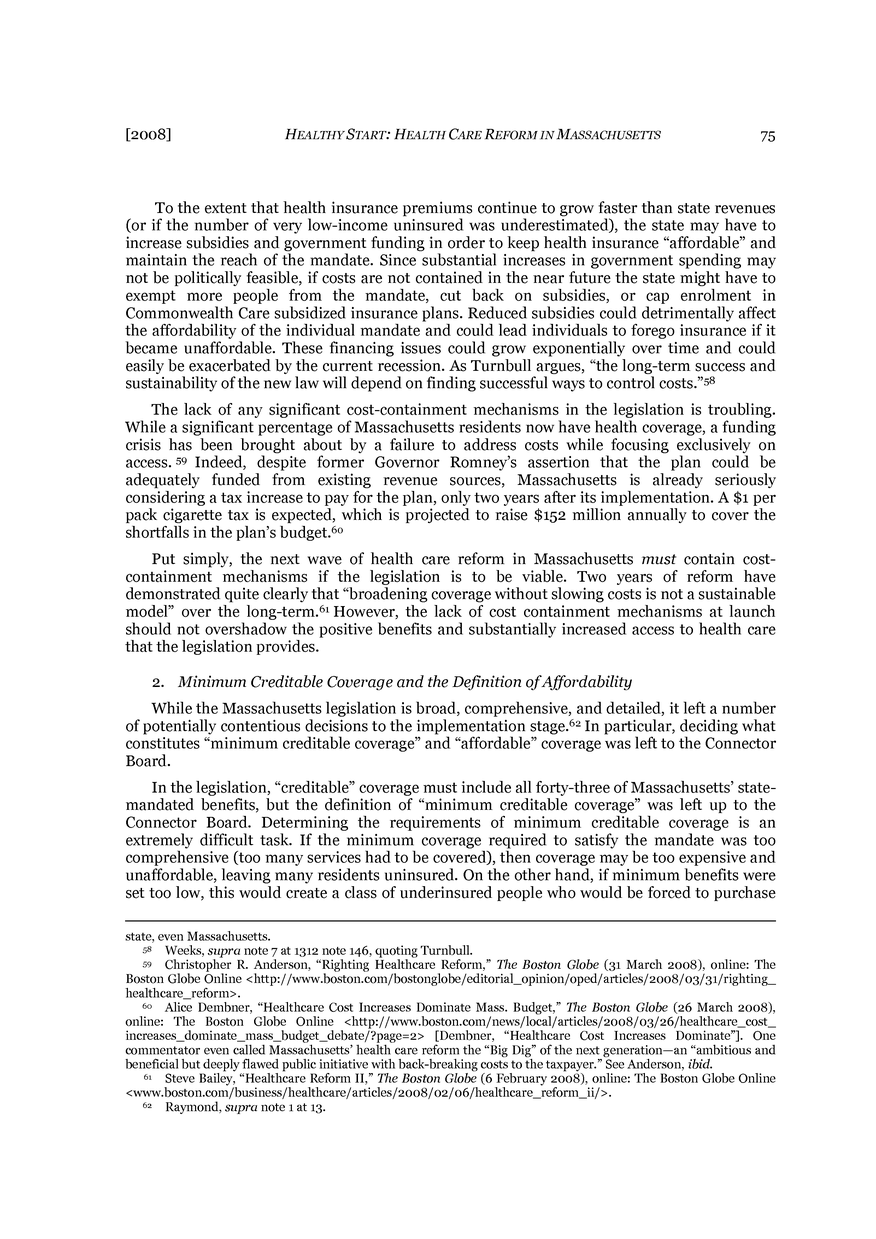 [2008] HEALTHY START: HEALTH CARE REFORM IN MASSACHUSETTS 75
To the extent that health insurance premiums continue to grow faster than state revenues
(or if the number of very low-income uninsured was underestimated), the state may have to
increase subsidies and government funding in order to keep health insurance “affordable” and
maintain the reach of the mandate. Since substantial increases in government spending may
not be politically feasible, if costs are not contained in the near future the state might have to
exempt more people from the mandate, cut back on subsidies, or cap enrolment in
Commonwealth Care subsidized insurance plans. Reduced subsidies could detrimentally affect
the affordability of the individual mandate and could lead individuals to forego insurance if it
became unaffordable. These financing issues could grow exponentially over time and could
easily be exacerbated by the current recession. As Turnbull argues, “the long-term success and
sustainability of the new law will depend on finding successful ways to control costs.”58
The lack of any significant cost-containment mechanisms in the legislation is troubling.
While a significant percentage of Massachusetts residents now have health coverage, a funding
crisis has been brought about by a failure to address costs while focusing exclusively on
access. 59 Indeed, despite former Governor Romney’s assertion that the plan could be
adequately funded from existing revenue sources, Massachusetts is already seriously
considering a tax increase to pay for the plan, only two years after its implementation. A $1 per
pack cigarette tax is expected, which is projected to raise $152 million annually to cover the
shortfalls in the plan’s budget.60
Put simply, the next wave of health care reform in Massachusetts must contain cost-
containment mechanisms if the legislation is to be viable. Two years of reform have
demonstrated quite clearly that “broadening coverage without slowing costs is not a sustainable
model” over the long-term.61 However, the lack of cost containment mechanisms at launch
should not overshadow the positive benefits and substantially increased access to health care
that the legislation provides.
2. Minimum Creditable Coverage and the Definition of Affordability
While the Massachusetts legislation is broad, comprehensive, and detailed, it left a number
of potentially contentious decisions to the implementation stage.62 In particular, deciding what
constitutes “minimum creditable coverage” and “affordable” coverage was left to the Connector
Board.
In the legislation, “creditable” coverage must include all forty-three of Massachusetts’ state-
mandated benefits, but the definition of “minimum creditable coverage” was left up to the
Connector Board. Determining the requirements of minimum creditable coverage is an
extremely difficult task. If the minimum coverage required to satisfy the mandate was too
comprehensive (too many services had to be covered), then coverage may be too expensive and
unaffordable, leaving many residents uninsured. On the other hand, if minimum benefits were
set too low, this would create a class of underinsured people who would be forced to purchase
state, even Massachusetts.
58 Weeks, supra note 7 at 1312 note 146, quoting Turnbull.
59 Christopher R. Anderson, “Righting Healthcare Reform,” The Boston Globe (31 March 2008), online: The
Boston Globe Online <http://www.boston.com/bostonglobe/editorial_opinion/oped/articles/2008/03/31/righting_
healthcare_reform>.
60 Alice Dembner, “Healthcare Cost Increases Dominate Mass. Budget,” The Boston Globe (26 March 2008),
online: The Boston Globe Online <http://www.boston.com/news/local/articles/2008/03/26/healthcare_cost_
increases_dominate_mass_budget_debate/?page=2> [Dembner, “Healthcare Cost Increases Dominate”]. One
commentator even called Massachusetts’ health care reform the “Big Dig” of the next generation—an “ambitious and
beneficial but deeply flawed public initiative with back-breaking costs to the taxpayer.” See Anderson, ibid.
61 Steve Bailey, “Healthcare Reform II,” The Boston Globe (6 February 2008), online: The Boston Globe Online
<www.boston.com/business/healthcare/articles/2008/02/06/healthcare_reform_ii/>.
62 Raymond, supra note 1 at 13.